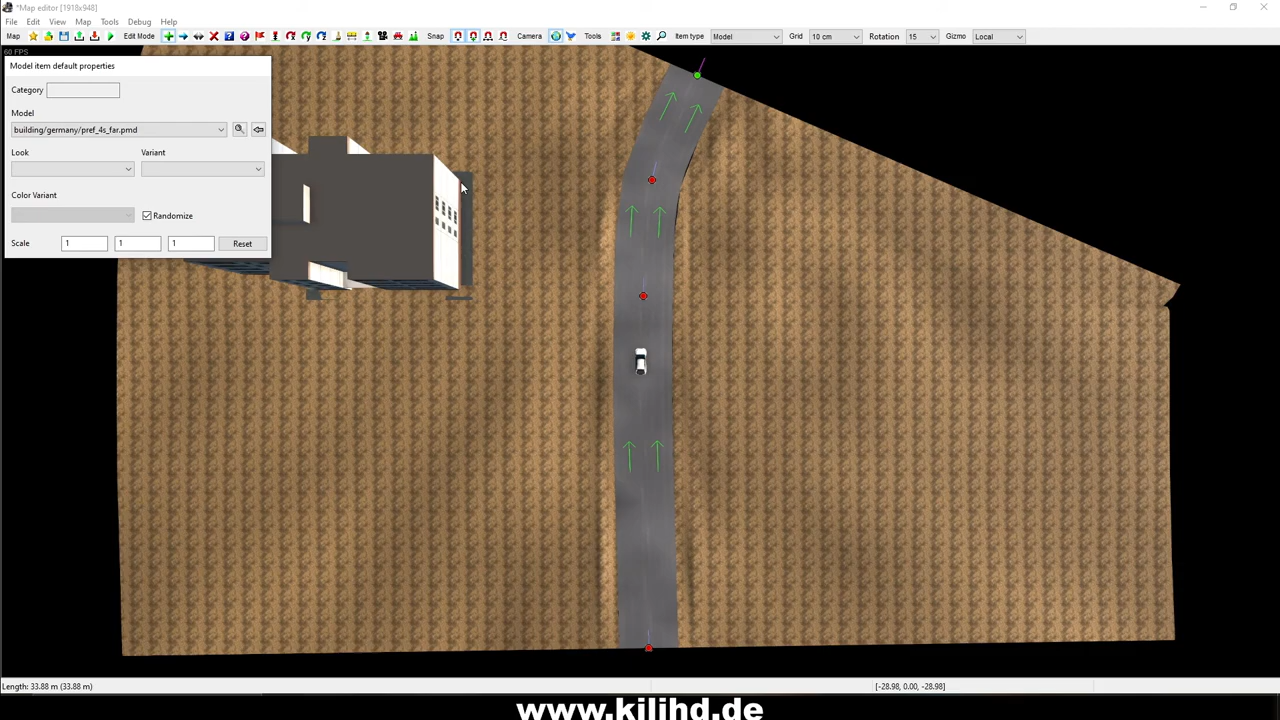 *Map editor [1918x948]
File Edit View Map Tools Debug Help
Map Edit Mode Snap Camera Tools Item type Model Grid 10 cm Rotation 15 Gizmo Local
60 FPS
Model item default properties
Category
Model
building/germany/pref_4s_far.pmd
Look Variant
Color Variant
Randomize
Scale 1 1 1 Reset
Length: 33.88 m (33.88 m) [-28.98, 0.00, -28.98]
www.kilihd.de